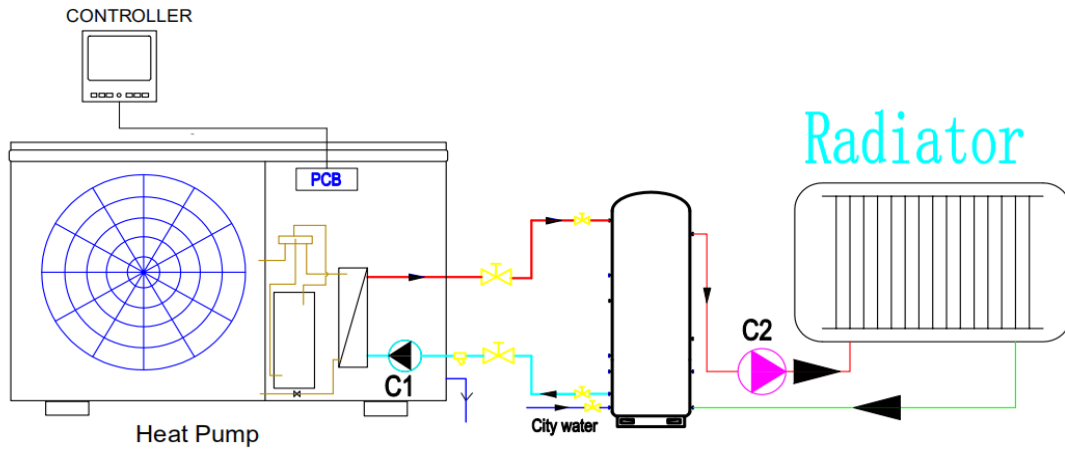 CONTROLLER
Radiator
PCB
C2
C1
City water
Heat Pump